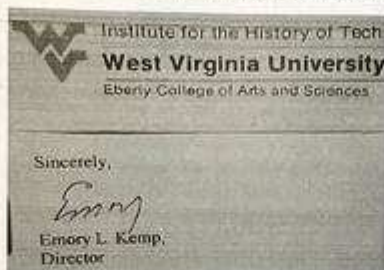 Institute for the History of Tech
West Virginia University
Eberly College of Arts and Sciences
Sincerely,
Emory
Emory L. Kemp,
Director